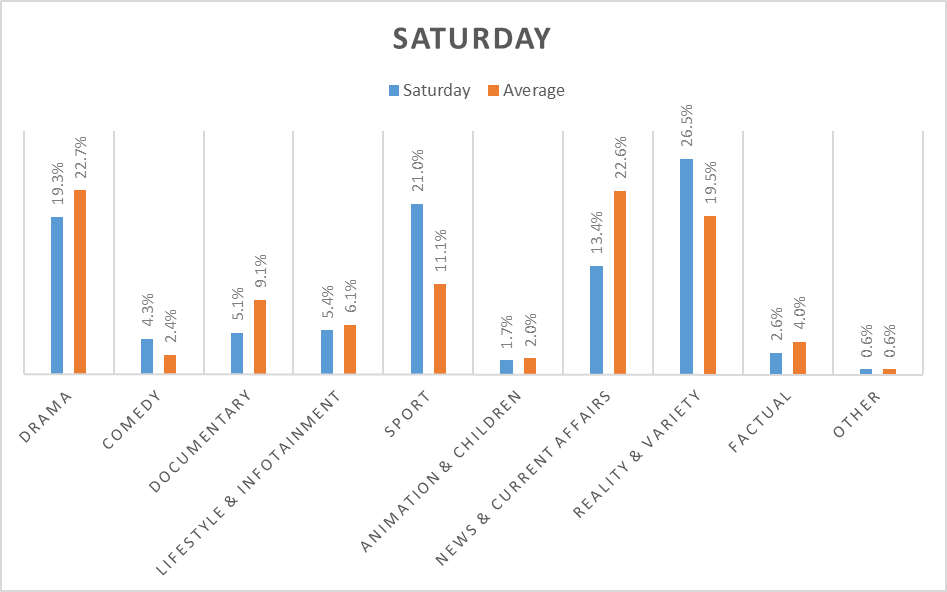 SATURDAY
Saturday Average
19.3% 22.7%
4.3% 2.4%
5.1% 9.1%
5.4% 6.1%
21.0% 11.1%
1.7% 2.0%
13.4% 22.6%
26.5% 19.5%
2.6% 4.0%
0.6% 0.6%
DRAMA
COMEDY
DOCUMENTARY
LIFESTYLE & INFOTAINMENT
SPORT
ANIMATION & CHILDREN
NEWS & CURRENT AFFAIRS
REALITY & VARIETY
FACTUAL
OTHER